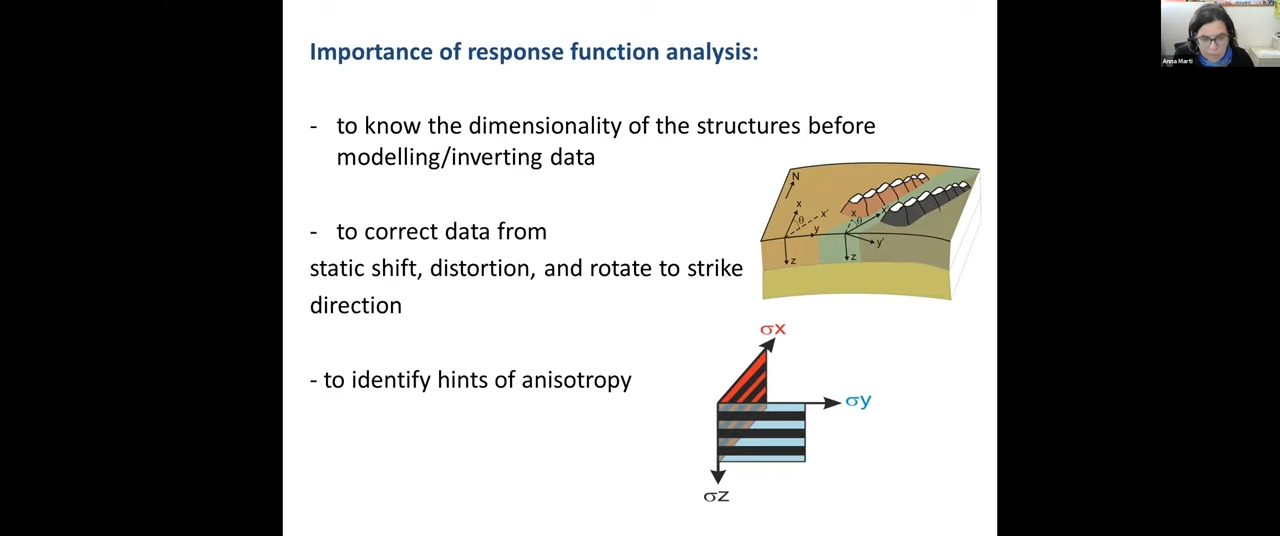 Importance of response function analysis:
Anna Marti
- to know the dimensionality of the structures before
modelling/inverting data
- to correct data from
static shift, distortion, and rotate to strike
direction
- to identify hints of anisotropy
N
x
x'
θ
y
z
x
θ
x'
y'
z
σx
σy
σz